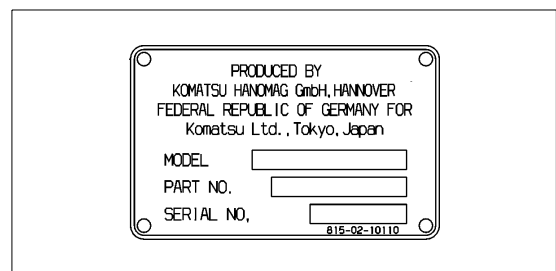 PRODUCED BY
KOMATSU HANOMAG GmbH,HANNOVER
FEDERAL REPUBLIC OF GERMANY FOR
Komatsu Ltd.,Tokyo,Japan
MODEL
PART NO.
SERIAL NO,
815-02-10110